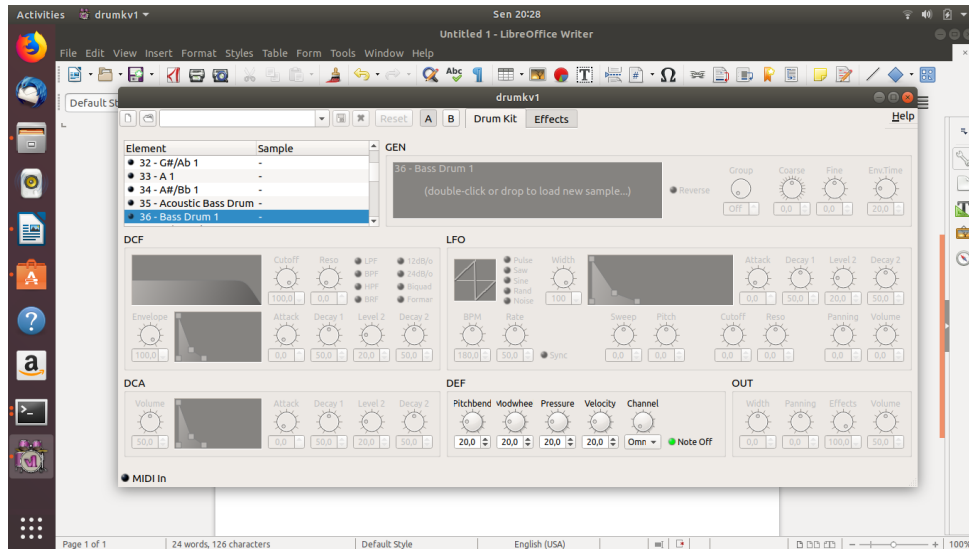 Activities drumkv1 Sen 20:28
Untitled 1 - LibreOffice Writer
File Edit View Insert Format Styles Table Form Tools Window Help
Default St
drumkv1
Reset A B Drum Kit Effects Help
Element Sample
32 - G#/Ab 1 -
33 - A 1 -
34 - A#/Bb 1 -
35 - Acoustic Bass Drum -
36 - Bass Drum 1 -
GEN
36 - Bass Drum 1
(double-click or drop to load new sample...)
Reverse
Group Coarse Fine Env.Time
Off 0,0 0,0 20,0
DCF
Cutoff Reso
100,0 0,0
LPF 12dB/o
BPF 24dB/o
HPF Biquad
BRF Formar
Envelope Attack Decay 1 Level 2 Decay 2
100,0 0,0 50,0 20,0 50,0
LFO
Pulse
Saw
Sine
Rand
Noise
Width
100
Attack Decay 1 Level 2 Decay 2
0,0 50,0 20,0 50,0
BPM Rate Sweep Pitch Cutoff Reso Panning Volume
180,0 50,0 Sync 0,0 0,0 0,0 0,0 0,0 0,0
DCA
Volume Attack Decay 1 Level 2 Decay 2
50,0 0,0 50,0 20,0 50,0
DEF
Pitchbend Modwhee Pressure Velocity Channel
20,0 20,0 20,0 20,0 Omn Note Off
OUT
Width Panning Effects Volume
0,0 0,0 100,0 50,0
MIDI In
Page 1 of 1 24 words, 126 characters Default Style English (USA) 100%